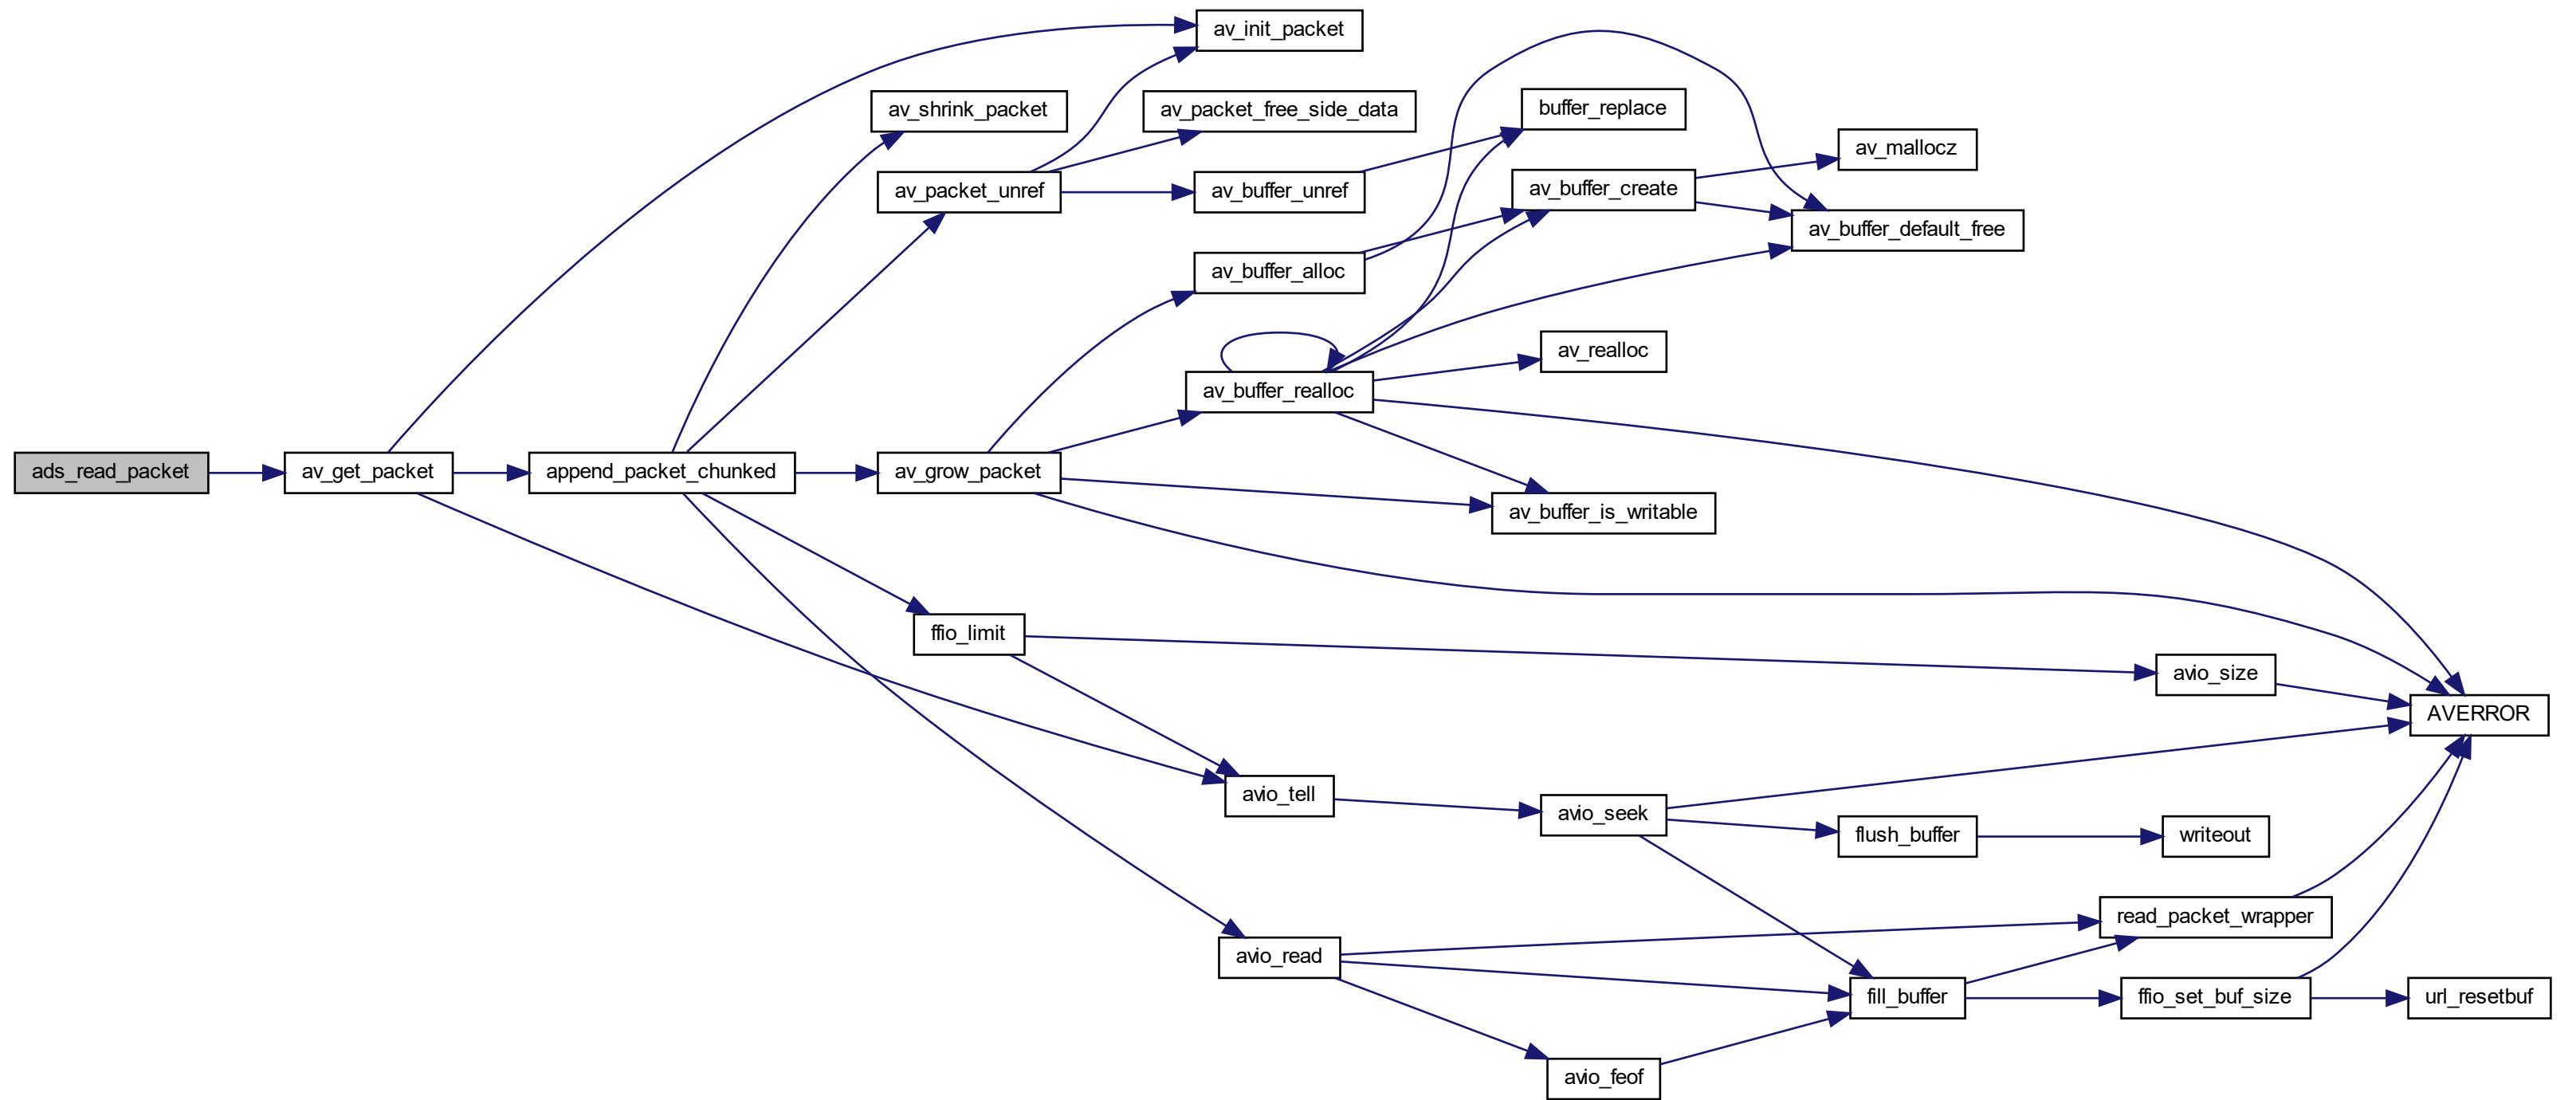 av_init_packet
av_shrink_packet
av_packet_free_side_data
buffer_replace
av_mallocz
av_packet_unref
av_buffer_unref
av_buffer_create
av_buffer_default_free
av_buffer_alloc
av_realloc
av_buffer_realloc
ads_read_packet
av_get_packet
append_packet_chunked
av_grow_packet
av_buffer_is_writable
ffio_limit
avio_size
AVERROR
avio_tell
avio_seek
flush_buffer
writeout
read_packet_wrapper
avio_read
fill_buffer
ffio_set_buf_size
url_resetbuf
avio_feof